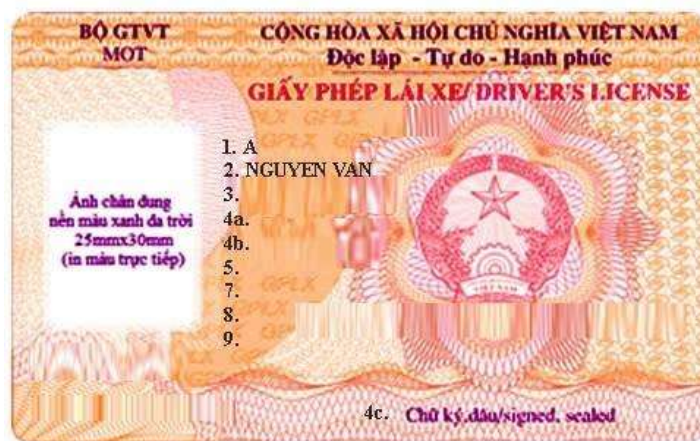 BỘ GTVT
MOT
CỘNG HÒA XÃ HỘI CHỦ NGHĨA VIỆT NAM
Độc lập - Tự do - Hạnh phúc
GIẤY PHÉP LÁI XE/ DRIVER'S LICENSE
Ảnh chân dung
nền màu xanh da trời
25mmx30mm
(in màu trực tiếp)
1. A
2. NGUYEN VAN
3.
4a.
4b.
5.
7.
8.
9.
VIỆT NAM
4c. Chữ ký,dấu/signed, sealed